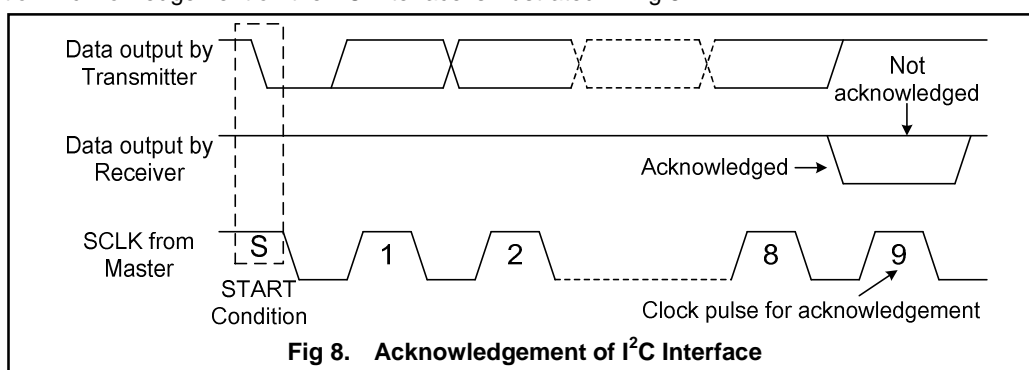 Data output by
Transmitter
Not
acknowledged
Data output by
Receiver
Acknowledged
SCLK from
Master
S
1
2
8
9
START
Condition
Clock pulse for acknowledgement
Fig 8. Acknowledgement of I²C Interface